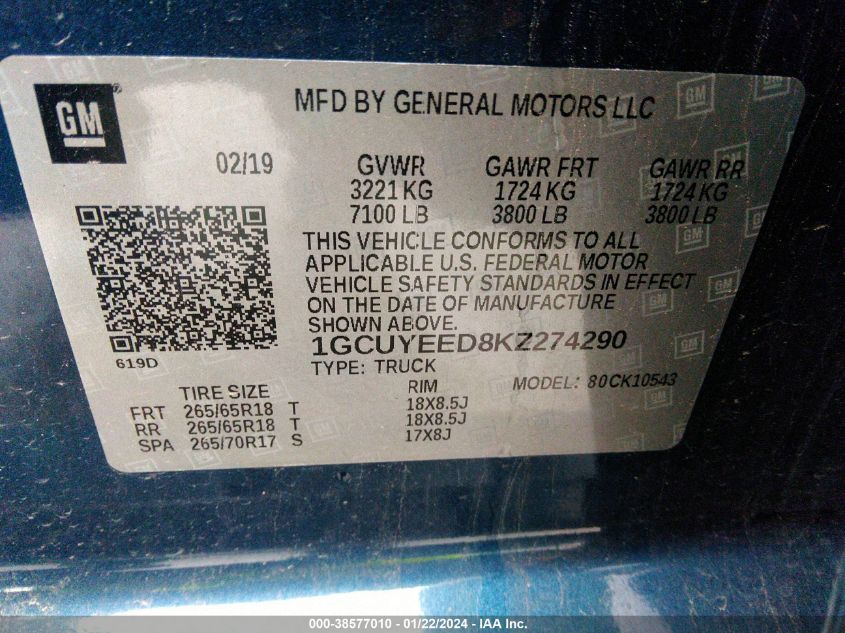 GM
MFD BY GENERAL MOTORS LLC
02/19 GVWR GAWR FRT GAWR RR
3221 KG 1724 KG 1724 KG
7100 LB 3800 LB 3800 LB
THIS VEHICLE CONFORMS TO ALL
APPLICABLE U.S. FEDERAL MOTOR
VEHICLE SAFETY STANDARDS IN EFFECT
ON THE DATE OF MANUFACTURE
SHOWN ABOVE.
1GCUYEED8KZ274290
619D
TYPE: TRUCK MODEL: 80CK10543
TIRE SIZE RIM
FRT 265/65R18 T 18X8.5J
RR 265/65R18 T 18X8.5J
SPA 265/70R17 S 17X8J
000-38577010 - 01/22/2024 - IAA Inc.